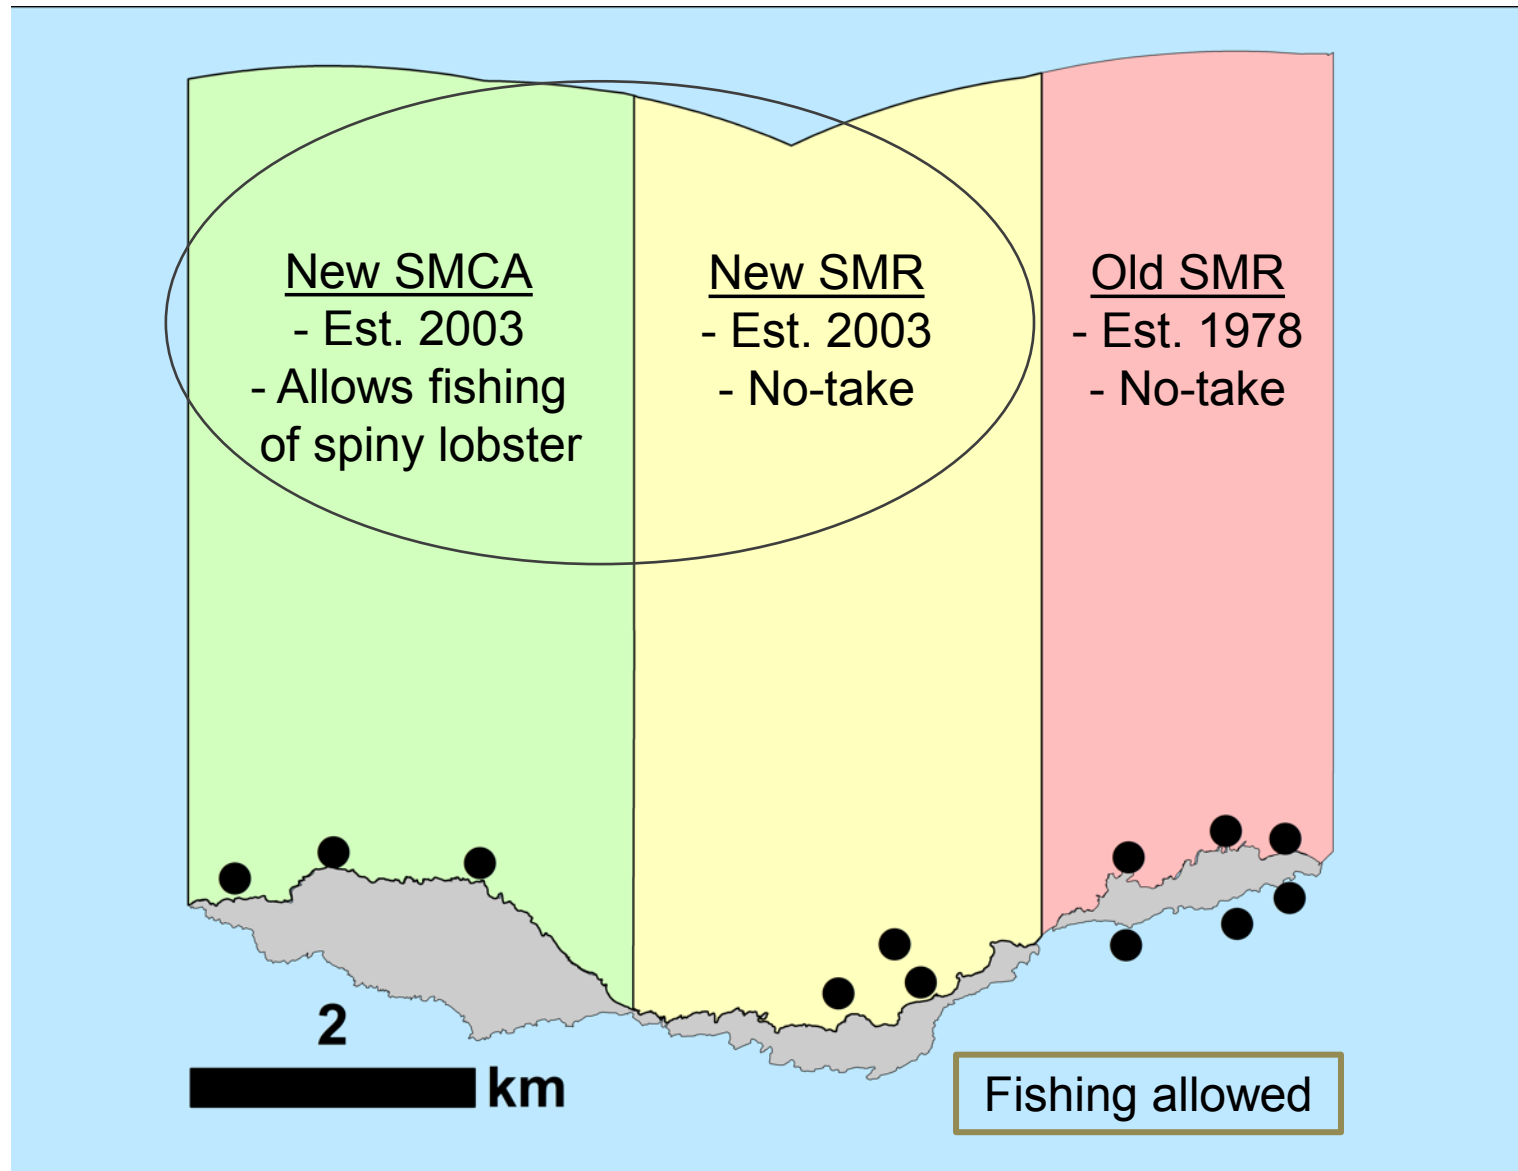 New SMCA
- Est. 2003
- Allows fishing
of spiny lobster
New SMR
- Est. 2003
- No-take
Old SMR
- Est. 1978
- No-take
2
km
Fishing allowed